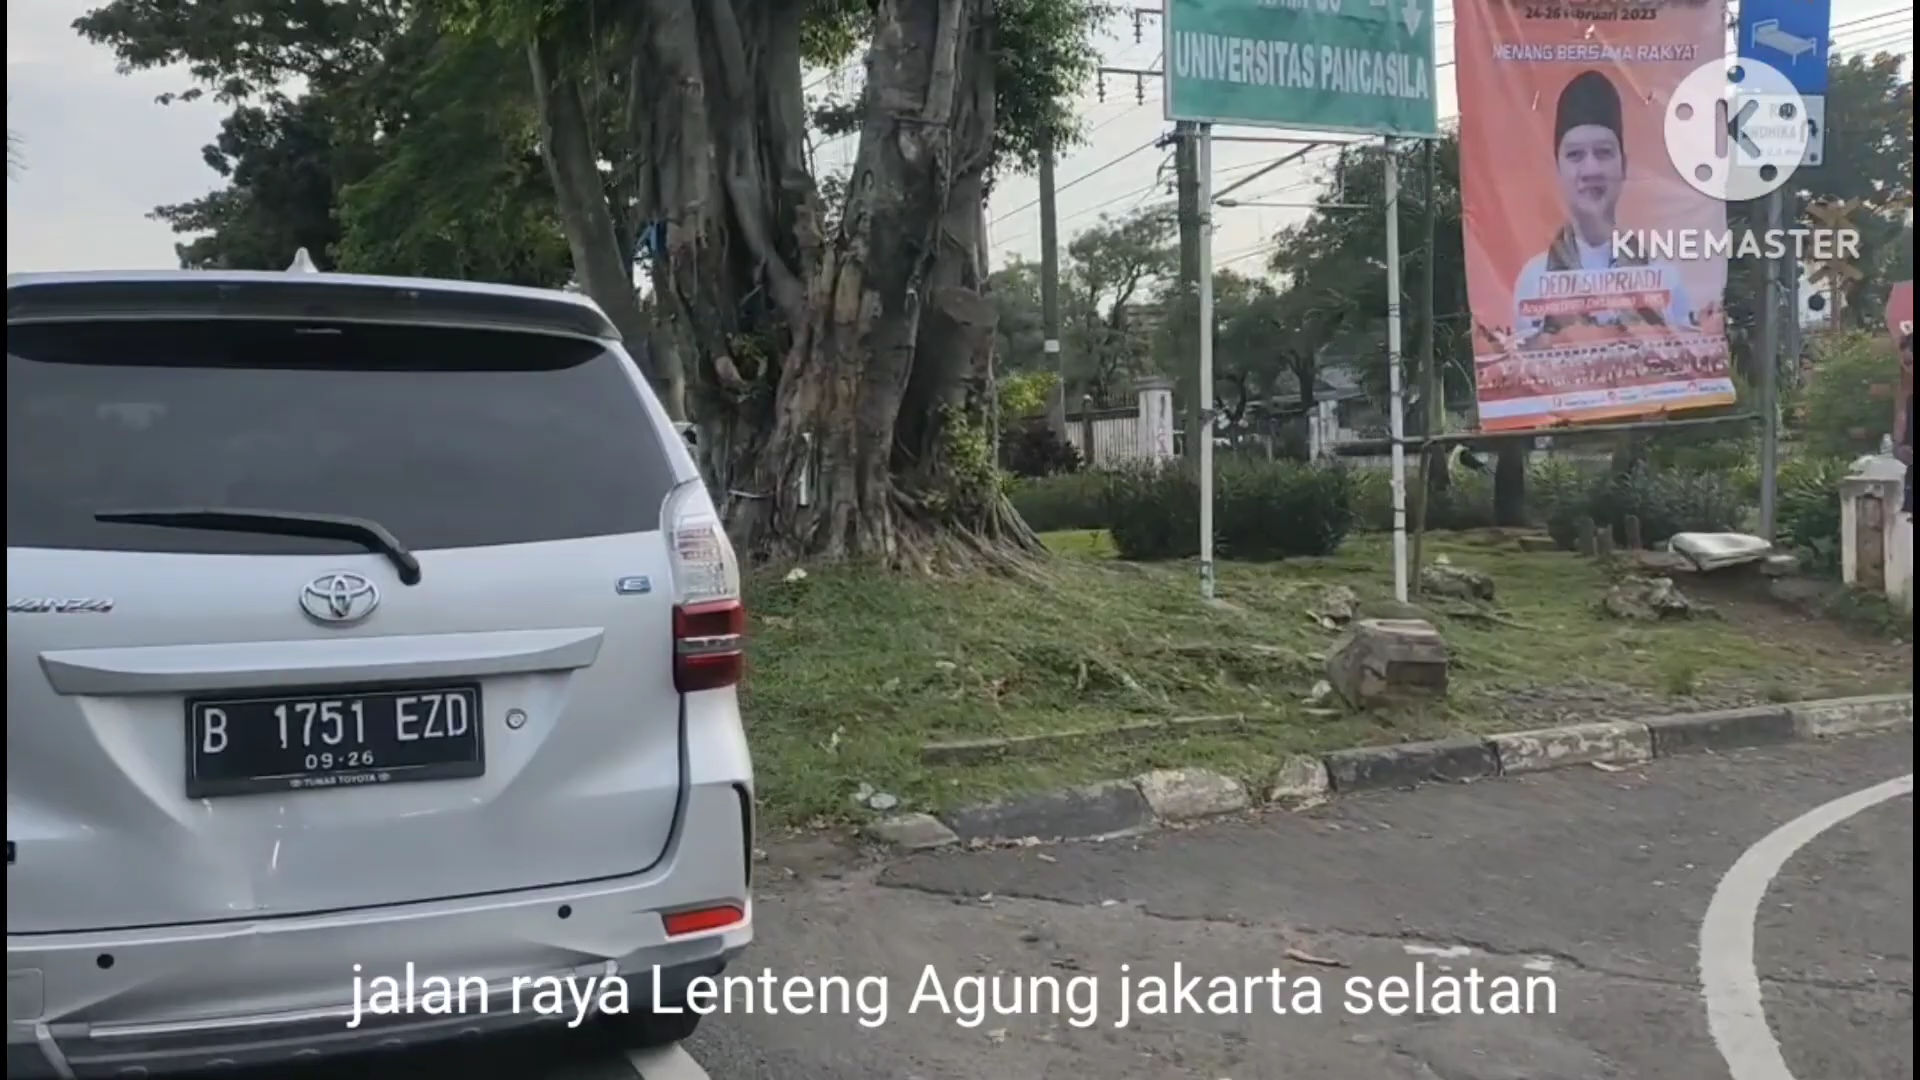 UNIVERSITAS PANCASILA
24-26 Februari 2023
MENANG BERSAMA RAKYAT
DEDI SUPRIADI
K
KINEMASTER
AVANZA
E
B 1751 EZD
09·26
TUNAS TOYOTA
jalan raya Lenteng Agung jakarta selatan